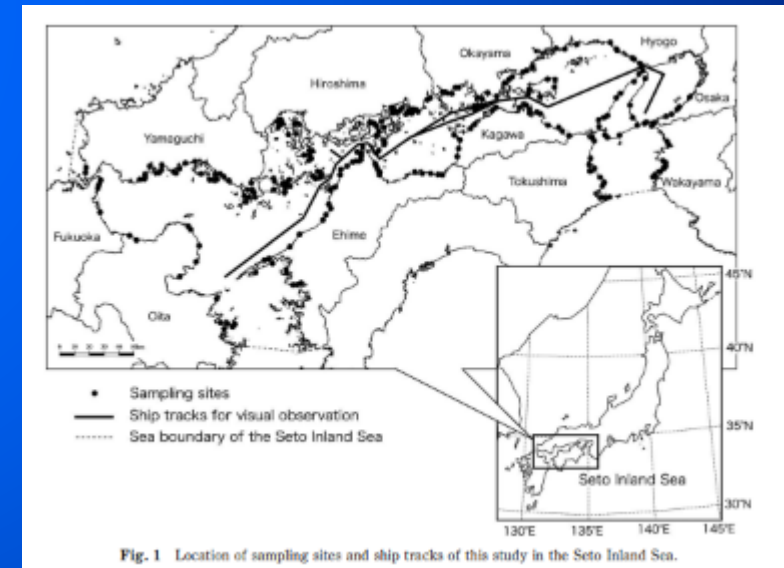 Okayama
Hyogo
Hiroshima
Osaka
Yamaguchi
Kagawa
Tokushima
Wakayama
Fukuoka
Ehime
Oita
45°N
40°N
35°N
30°N
Seto Inland Sea
130°E 135°E 140°E 145°E
Sampling sites
Ship tracks for visual observation
Sea boundary of the Seto Inland Sea
Fig. 1 Location of sampling sites and ship tracks of this study in the Seto Inland Sea.